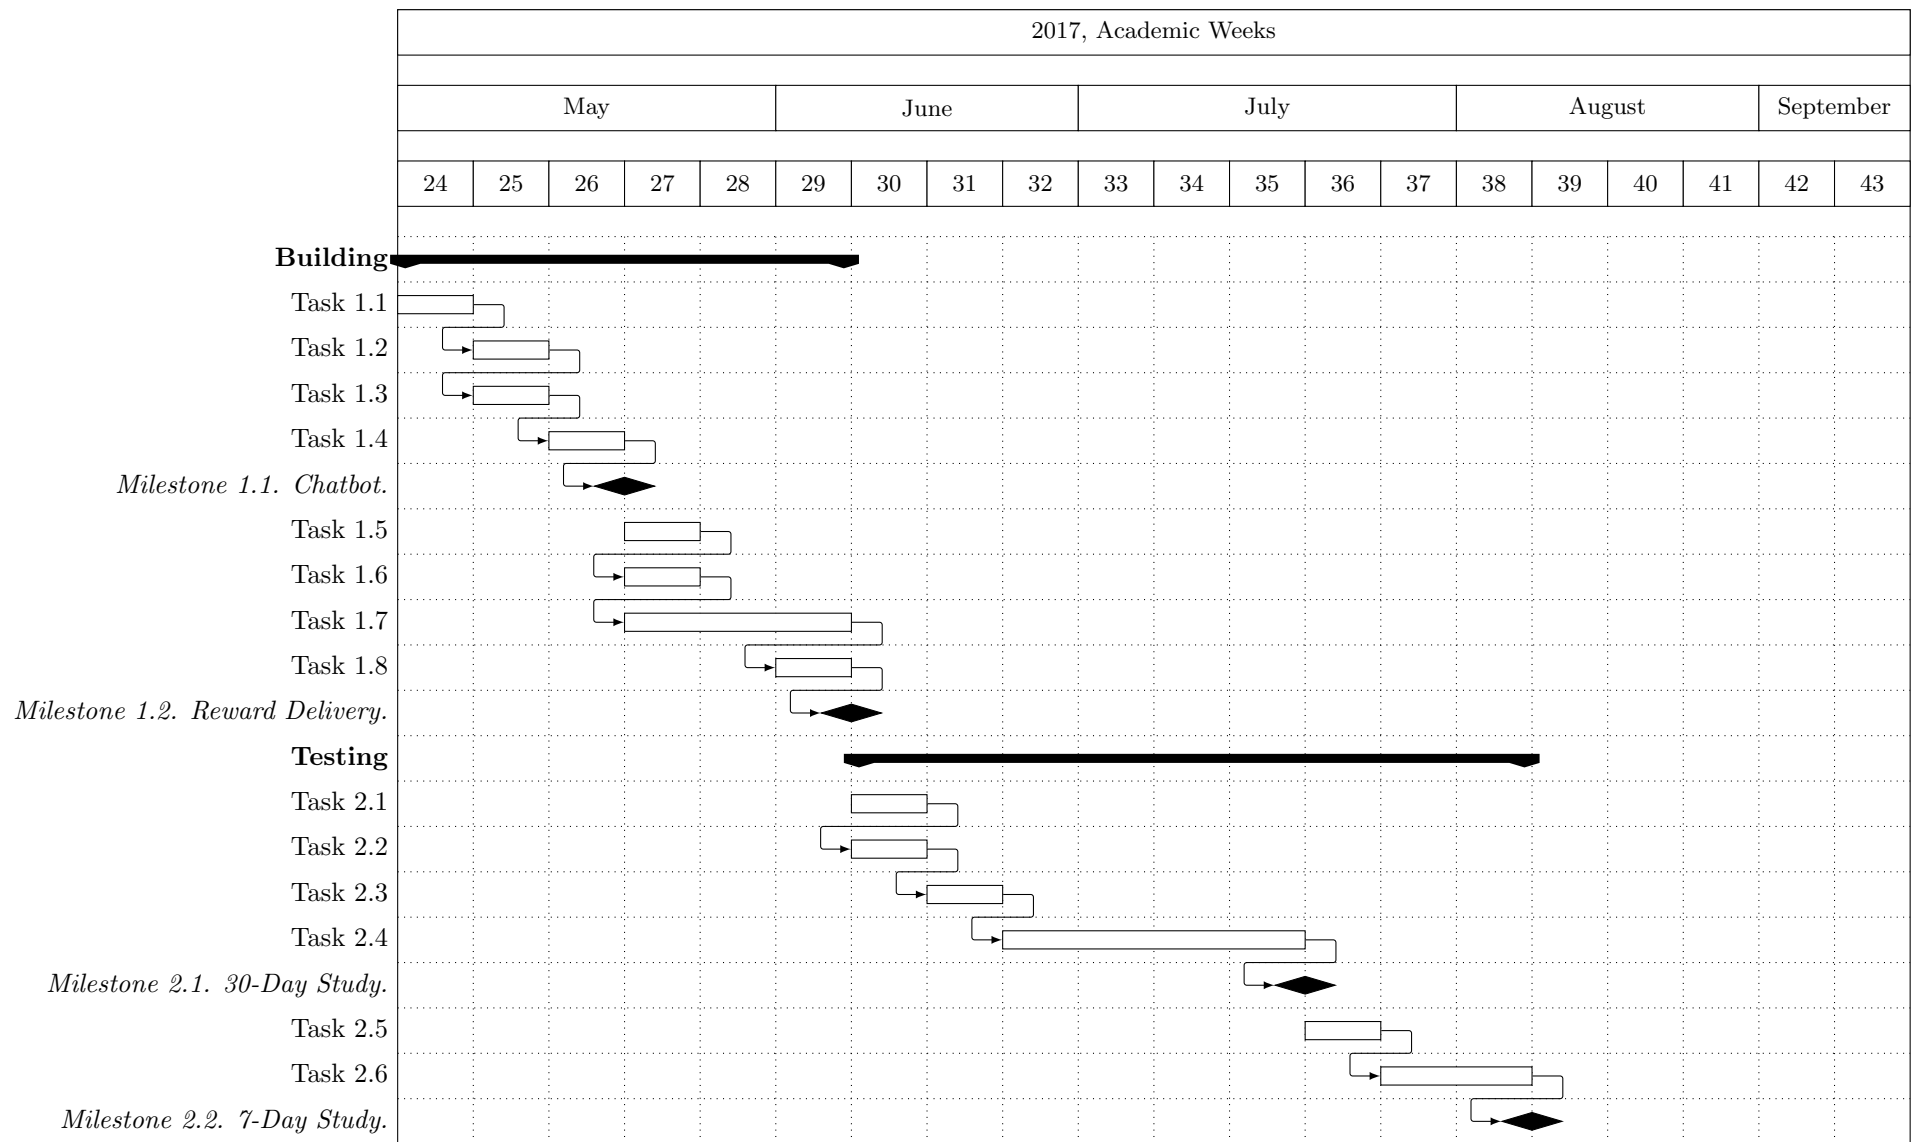 2017, Academic Weeks
May June July August September
24 25 26 27 28 29 30 31 32 33 34 35 36 37 38 39 40 41 42 43
Building
Task 1.1
Task 1.2
Task 1.3
Task 1.4
Milestone 1.1. Chatbot.
Task 1.5
Task 1.6
Task 1.7
Task 1.8
Milestone 1.2. Reward Delivery.
Testing
Task 2.1
Task 2.2
Task 2.3
Task 2.4
Milestone 2.1. 30-Day Study.
Task 2.5
Task 2.6
Milestone 2.2. 7-Day Study.